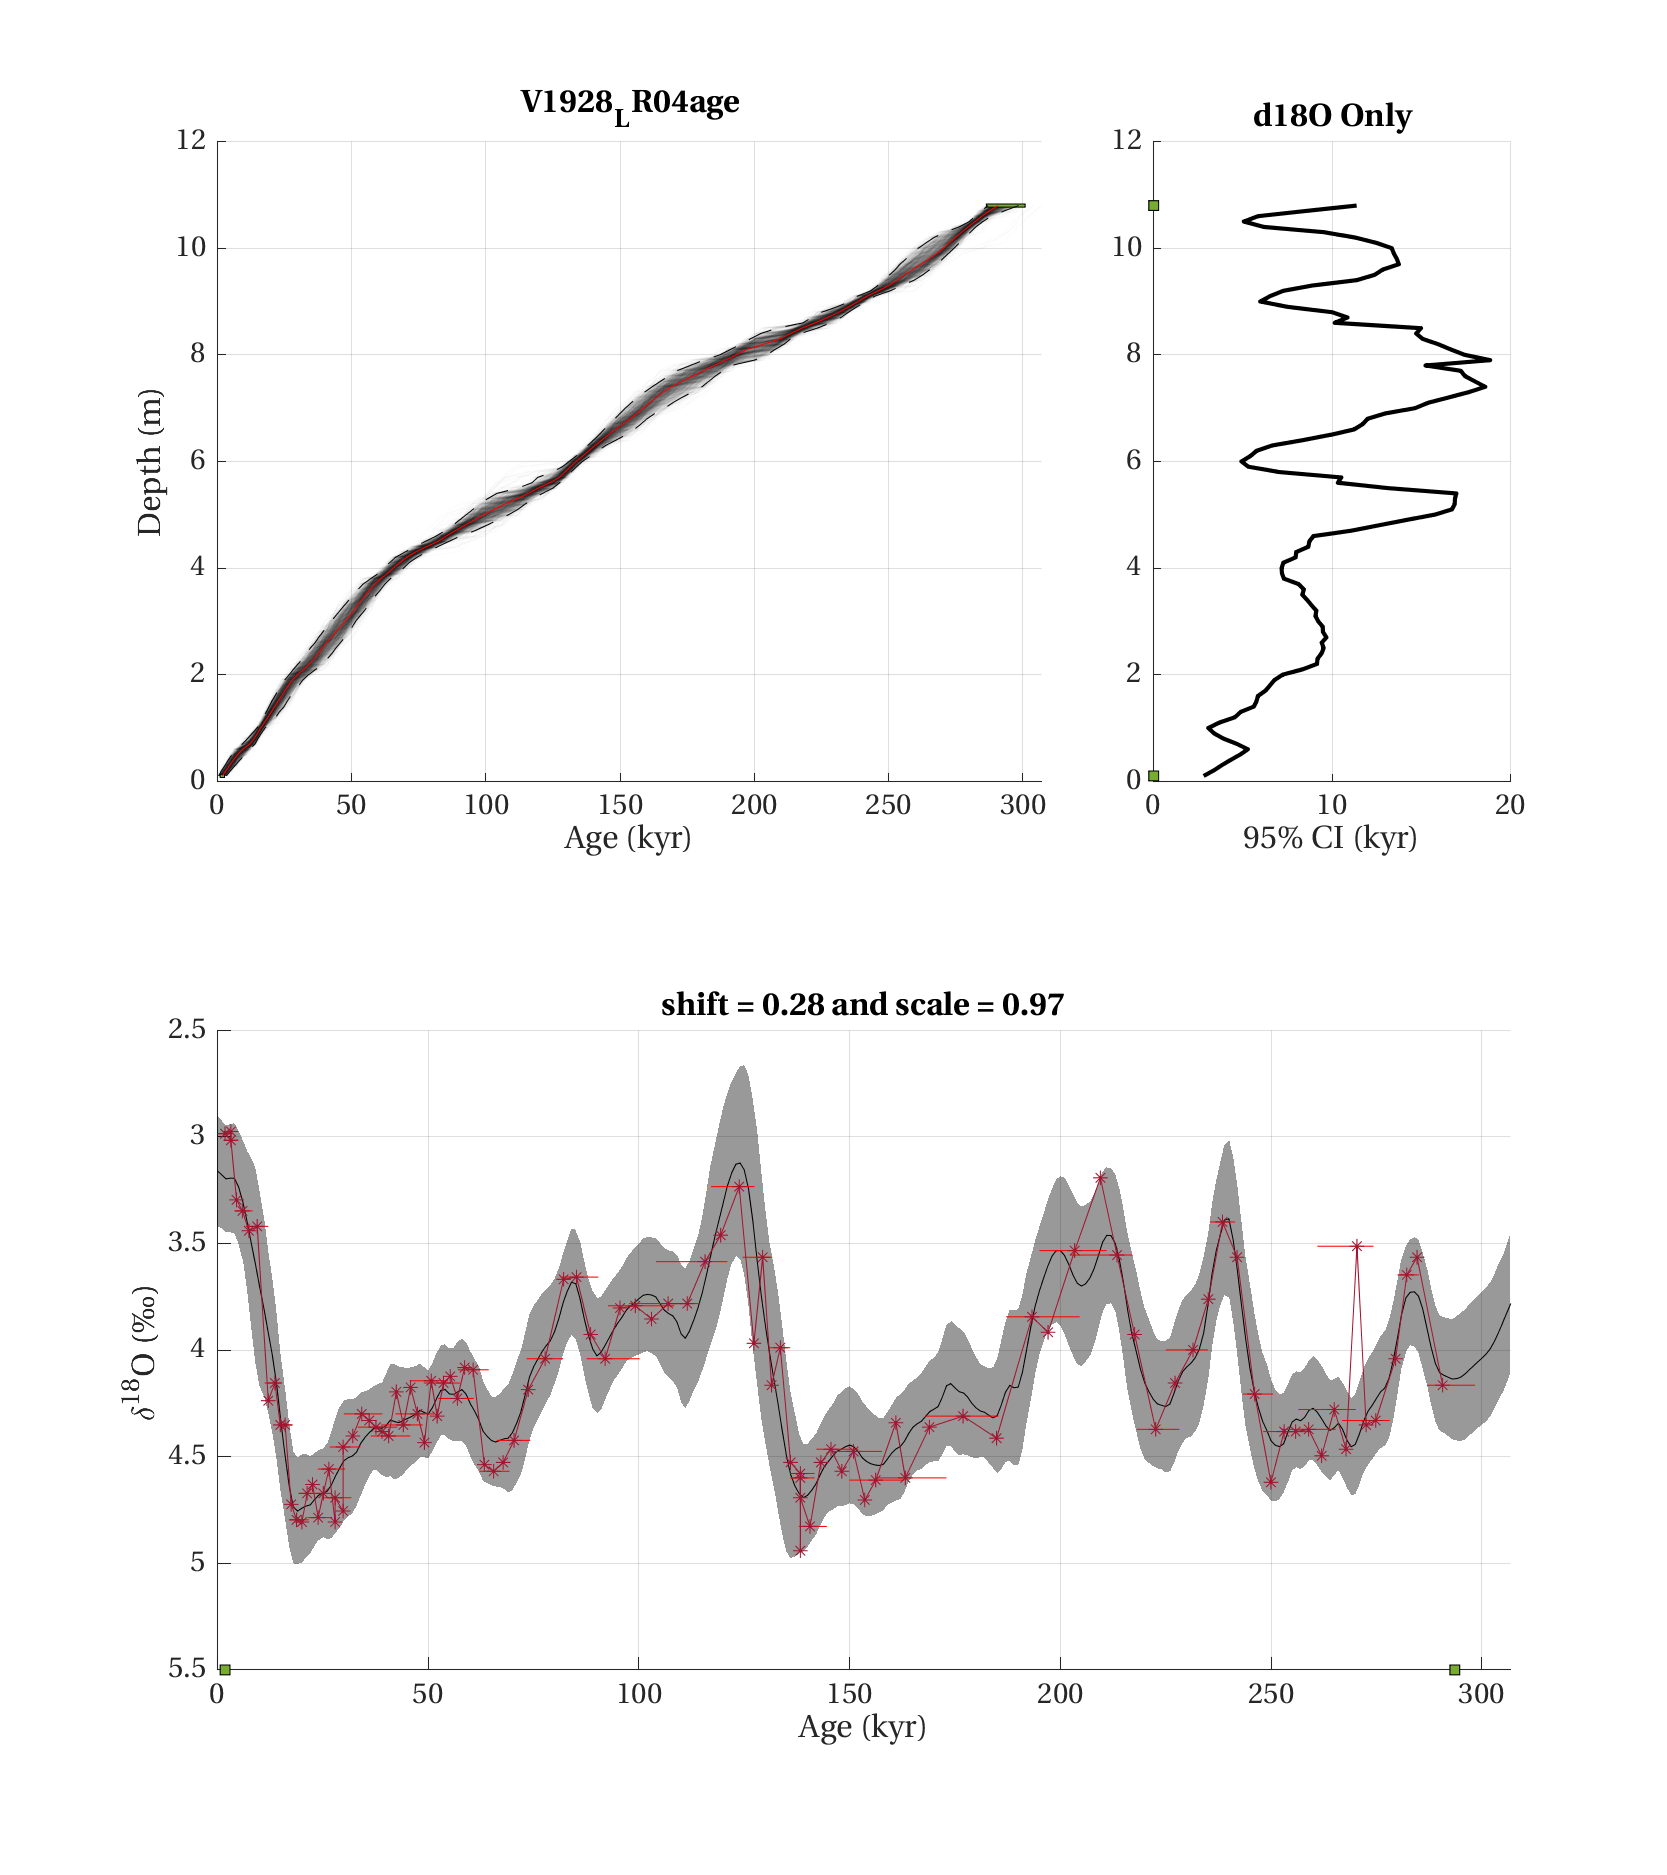 V1928_L R04age
12
10
8
6
4
2
0
Depth (m)
0 50 100 150 200 250 300
Age (kyr)
d18O Only
12
10
8
6
4
2
0
0 10 20
95% CI (kyr)
shift = 0.28 and scale = 0.97
2.5
3
3.5
4
4.5
5
5.5
δ18O (‰)
0 50 100 150 200 250 300
Age (kyr)